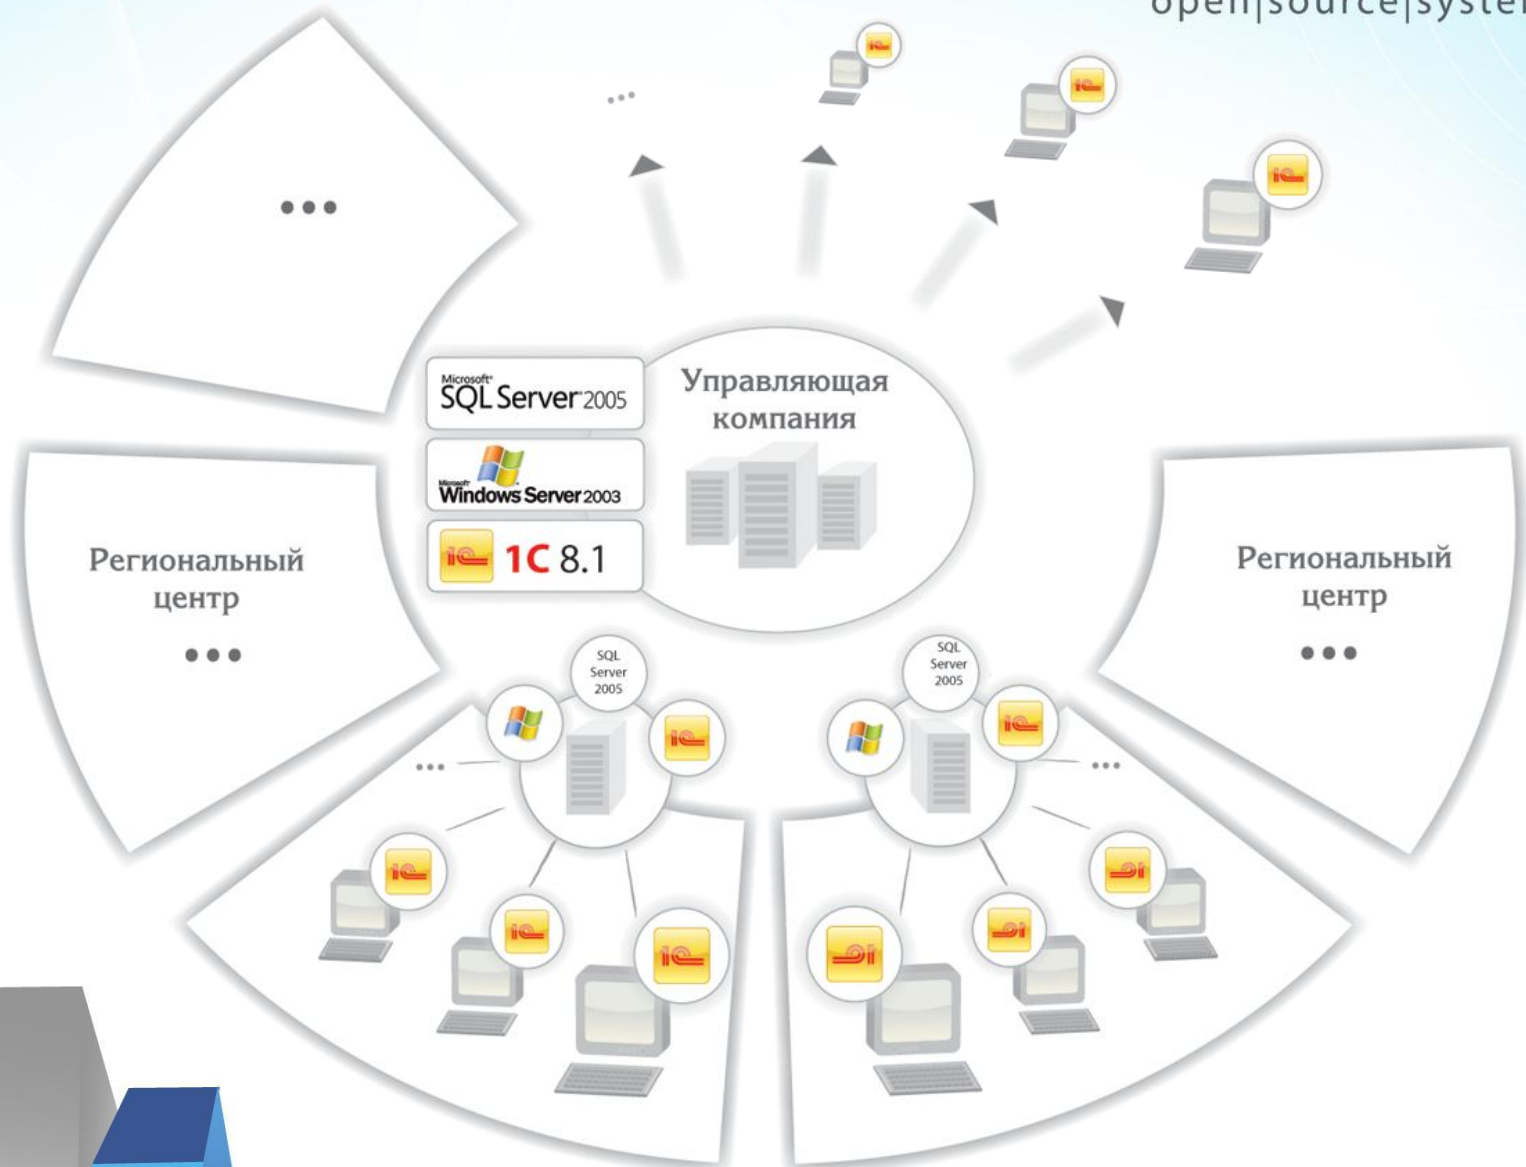 open|source|system
Управляющая
компания
Microsoft®
SQL Server® 2005
Microsoft®
Windows Server 2003
1C 8.1
Региональный
центр
Региональный
центр
SQL
Server
2005
SQL
Server
2005